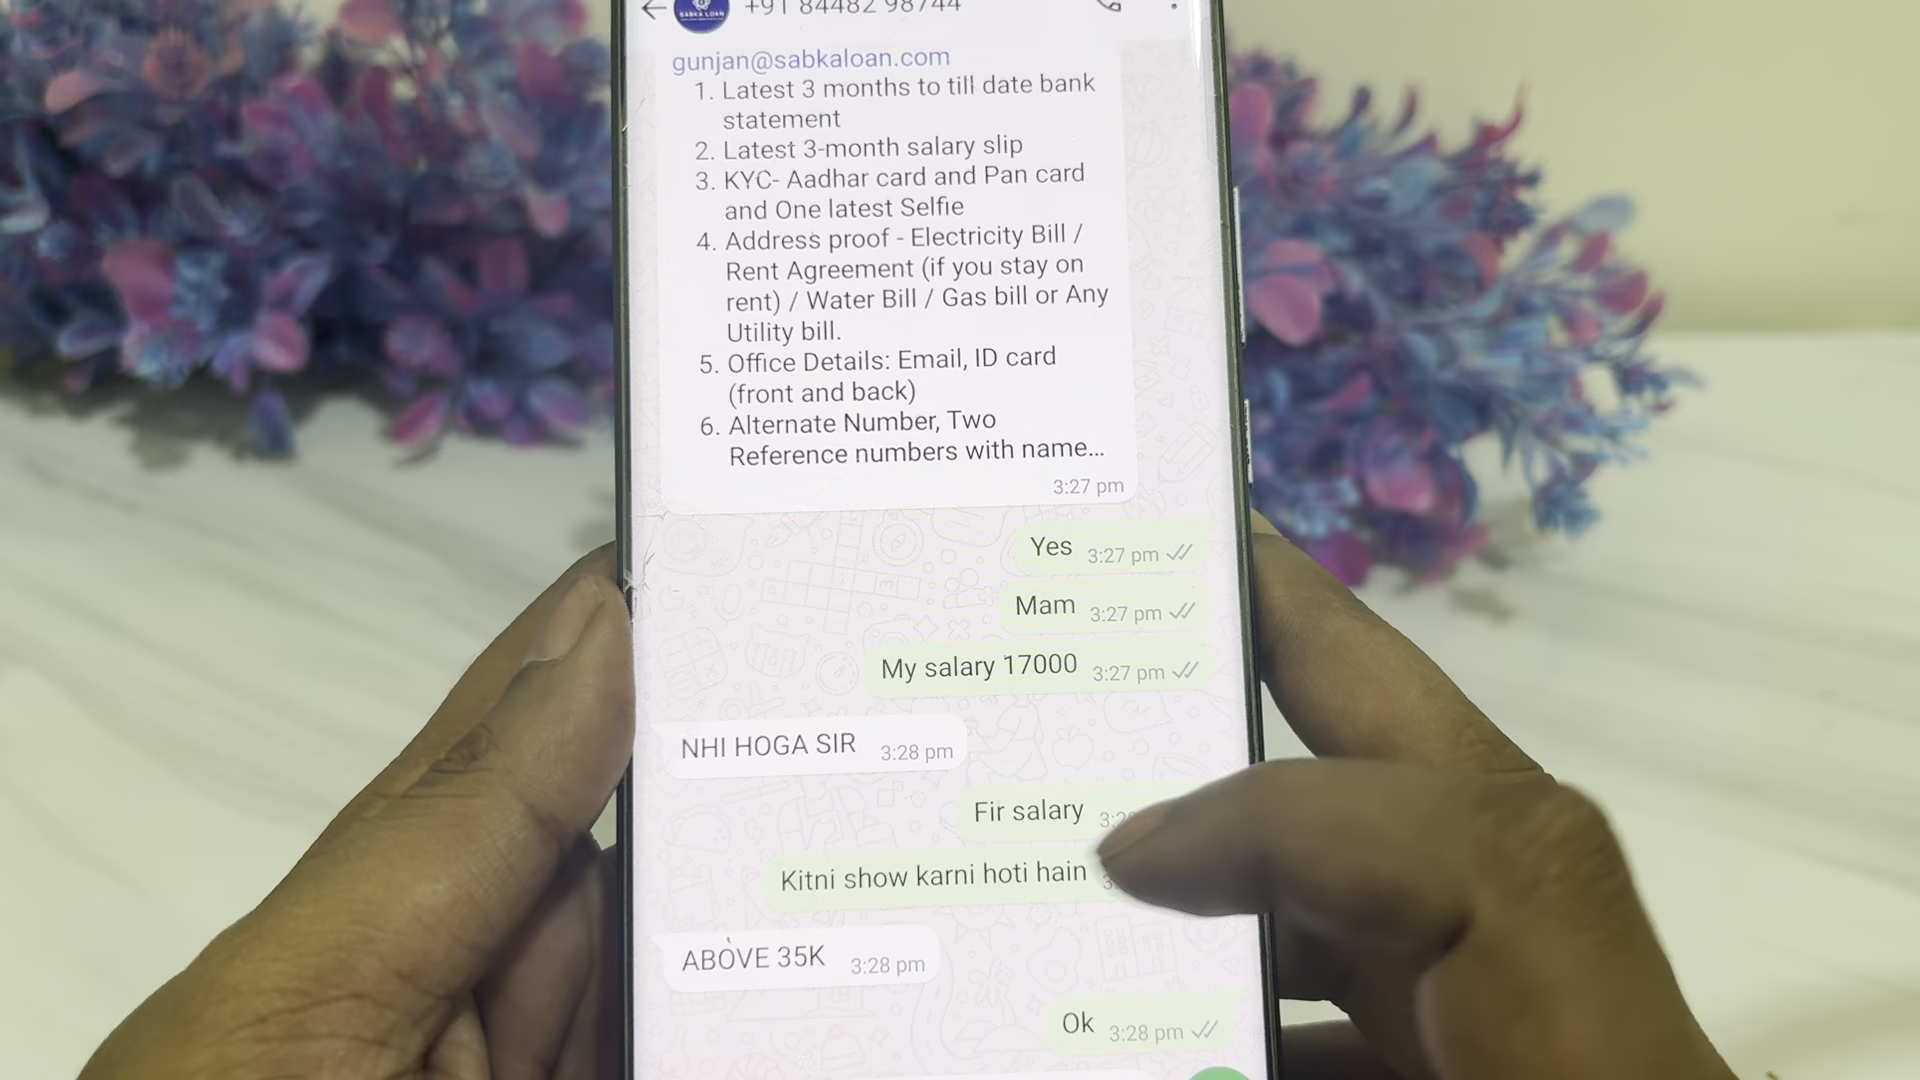 +91 84482 98744
SABKA LOAN
gunjan@sabkaloan.com
1. Latest 3 months to till date bank
statement
2. Latest 3-month salary slip
3. KYC- Aadhar card and Pan card
and One latest Selfie
4. Address proof - Electricity Bill /
Rent Agreement (if you stay on
rent) / Water Bill / Gas bill or Any
Utility bill.
5. Office Details: Email, ID card
(front and back)
6. Alternate Number, Two
Reference numbers with name...
3:27 pm
Yes 3:27 pm
Mam 3:27 pm
My salary 17000 3:27 pm
NHI HOGA SIR 3:28 pm
Fir salary
Kitni show karni hoti hain
ABOVE 35K 3:28 pm
Ok 3:28 pm